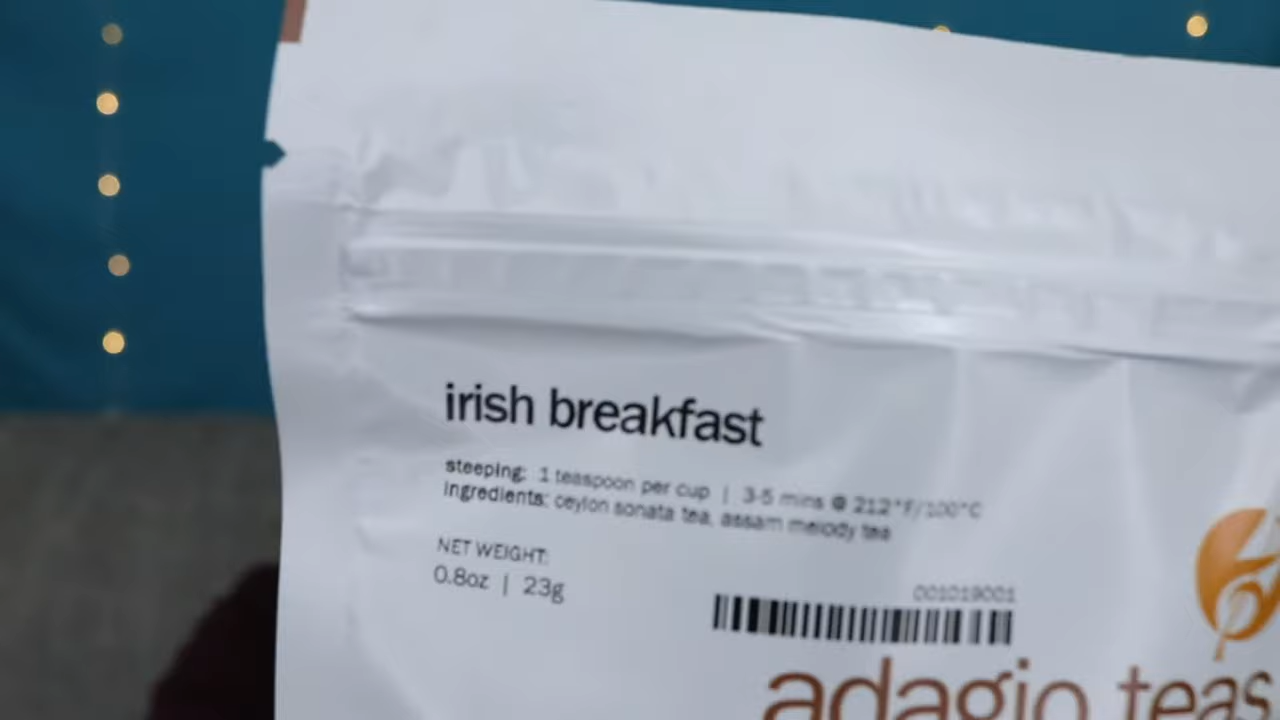 irish breakfast
steeping: 1 teaspoon per cup | 3-5 mins @ 212°F/100°C
ingredients: ceylon sonata tea, assam melody tea
NET WEIGHT:
0.8oz | 23g
001019001
adagio teas